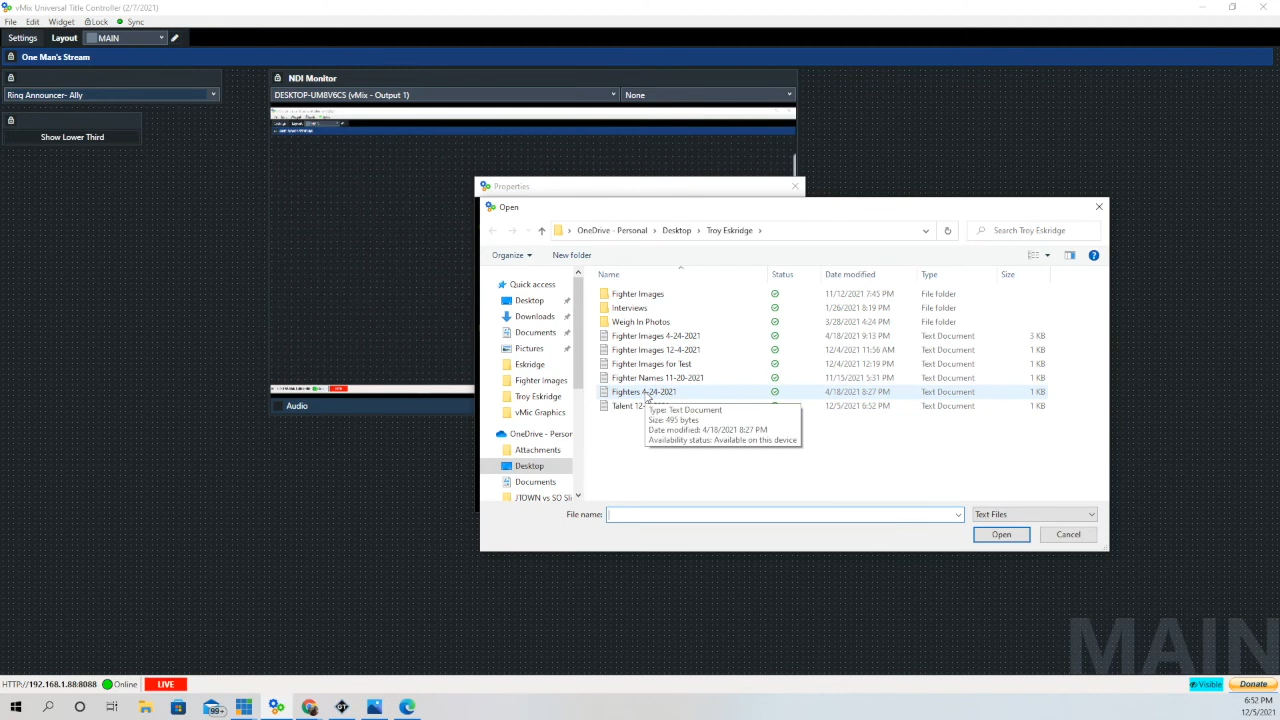 vMix Universal Title Controller (2/7/2021)
File Edit Widget Lock Sync
Settings Layout MAIN
One Man's Stream
Ring Announcer- Ally
Show Lower Third
NDI Monitor
DESKTOP-UM8V6CS (vMix - Output 1) None
Audio
Properties
Open
OneDrive - Personal > Desktop > Troy Eskridge >
Search Troy Eskridge
Organize New folder
Quick access
Desktop
Downloads
Documents
Pictures
Eskridge
Fighter Images
Troy Eskridge
vMix Graphics
OneDrive - Person
Attachments
Desktop
Documents
Name Status Date modified Type Size
Fighter Images 11/12/2021 7:45 PM File folder
Interviews 1/26/2021 8:19 PM File folder
Weigh In Photos 3/28/2021 4:24 PM File folder
Fighter Images 4-24-2021 4/18/2021 9:13 PM Text Document 3 KB
Fighter Images 12-4-2021 12/4/2021 11:56 AM Text Document 1 KB
Fighter Images for Test 12/4/2021 12:19 PM Text Document 1 KB
Fighter Names 11-20-2021 11/15/2021 5:31 PM Text Document 1 KB
Fighters 4-24-2021 4/18/2021 8:27 PM Text Document 1 KB
Talent 12- 12/5/2021 6:52 PM Text Document 1 KB
Type: Text Document
Size: 495 bytes
Date modified: 4/18/2021 8:27 PM
Availability status: Available on this device
File name: Text Files
Open Cancel
MAIN
HTTP://192.168.1.88:8088 Online LIVE
Visible Donate
99+
GT
6:52 PM
12/5/2021